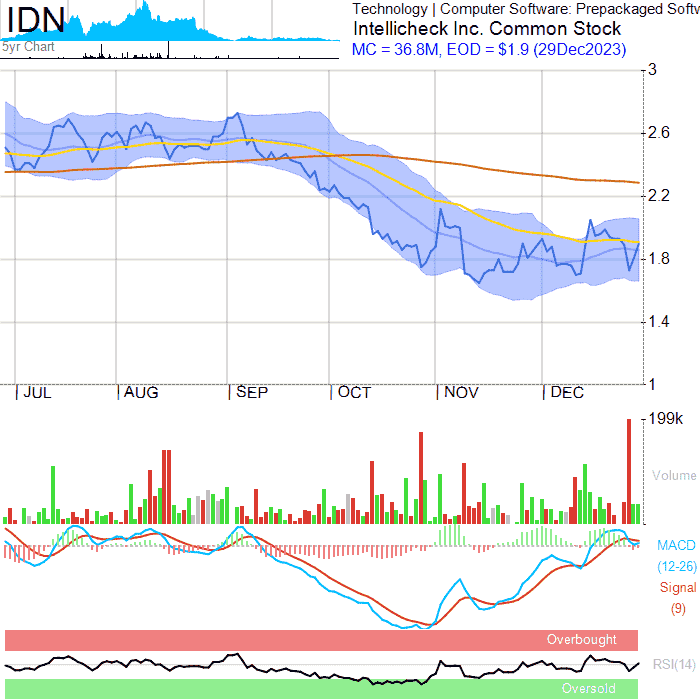 IDN
5yr Chart
Technology | Computer Software: Prepackaged Softw
Intellicheck Inc. Common Stock
MC = 36.8M, EOD = $1.9 (29Dec2023)
3
2.6
2.2
1.8
1.4
1
| JUL | AUG | SEP | OCT | NOV | DEC
199k
Volume
MACD
(12-26)
Signal
(9)
Overbought
RSI(14)
Oversold